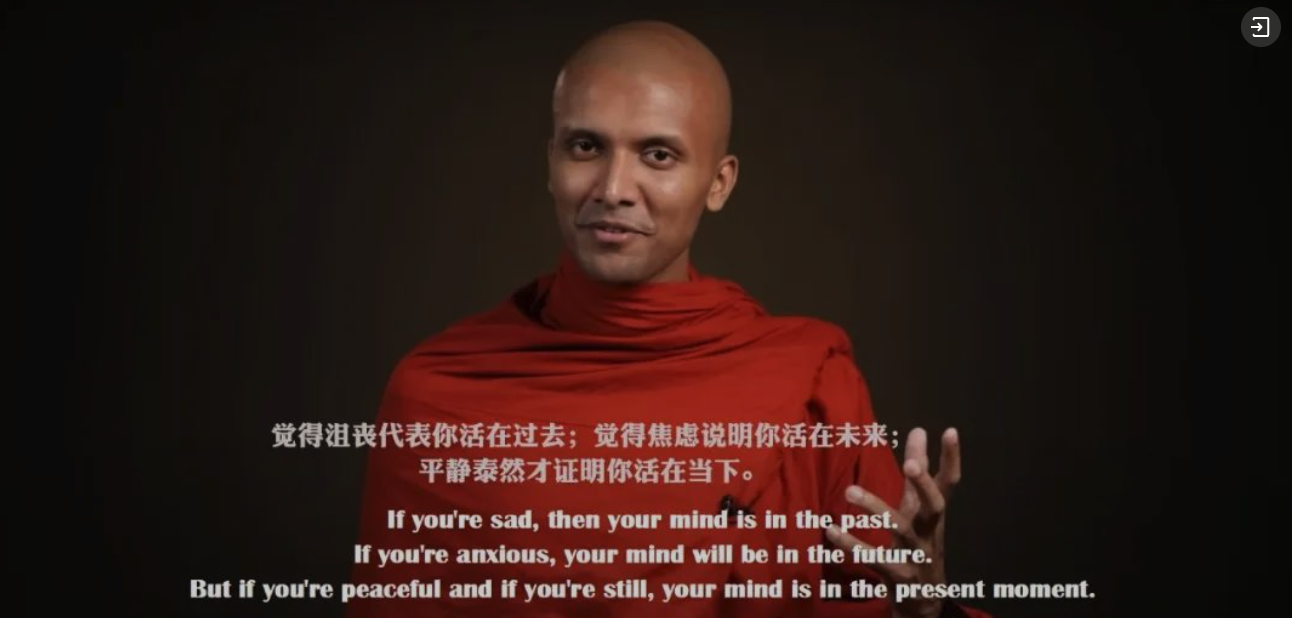 觉得沮丧代表你活在过去；觉得焦虑说明你活在未来；
平静泰然才证明你活在当下。
If you're sad, then your mind is in the past.
If you're anxious, your mind will be in the future.
But if you're peaceful and if you're still, your mind is in the present moment.